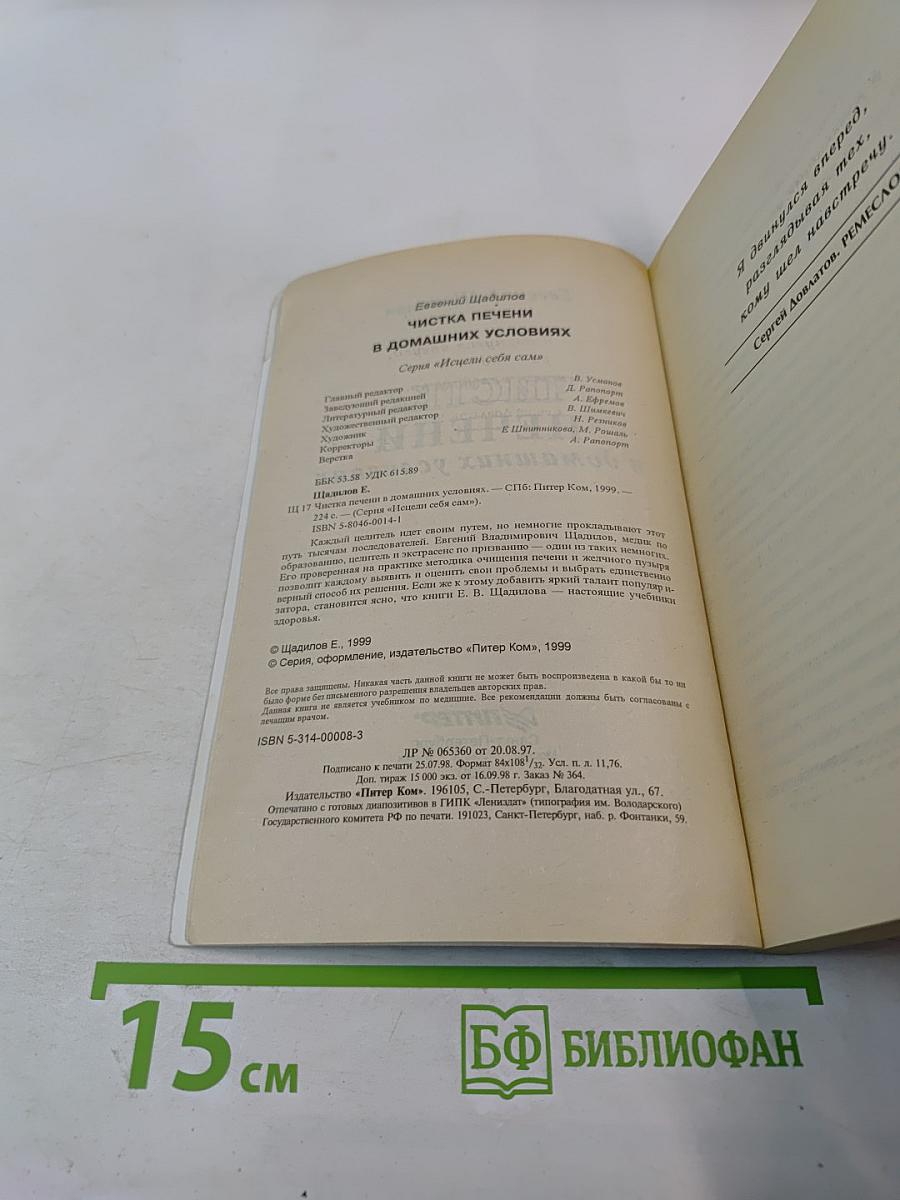 Евгений Щадилов
ЧИСТКА ПЕЧЕНИ
В ДОМАШНИХ УСЛОВИЯХ
Серия «Исцели себя сам»
Главный редактор В. Усманов
Заведующий редакцией Д. Рапопорт
Литературный редактор А. Ефремов
Художественный редактор В. Шимкевич
Художник Н. Резников
Корректоры Е Шнитникова, М. Рошаль
Верстка А. Рапопорт
ББК 53.58 УДК 615.89
Щадилов Е.
Щ 17 Чистка печени в домашних условиях. — СПб: Питер Ком, 1999. —
224 с. — (Серия «Исцели себя сам»).
ISBN 5-8046-0014-1
Каждый целитель идет своим путем, но немногие прокладывают этот
путь тысячам последователей. Евгений Владимирович Щадилов, медик по
образованию, целитель и экстрасенс по призванию — один из таких немногих.
Его проверенная на практике методика очищения печени и желчного пузыря
позволит каждому выявить и оценить свои проблемы и выбрать единственно
верный способ их решения. Если же к этому добавить яркий талант популяр и-
затора, становится ясно, что книги Е. В. Щадилова — настоящие учебники
здоровья.
© Щадилов Е., 1999
© Серия, оформление, издательство «Питер Ком», 1999
Все права защищены. Никакая часть данной книги не может быть воспроизведена в какой бы то ни
было форме без письменного разрешения владельцев авторских прав.
Данная книга не является учебником по медицине. Все рекомендации должны быть согласованы с
лечащим врачом.
ISBN 5-314-00008-3
ЛР № 065360 от 20.08.97.
Подписано к печати 25.07.98. Формат 84x108 1/32. Усл. п. л. 11,76.
Доп. тираж 15 000 экз. от 16.09.98 г. Заказ № 364.
Издательство «Питер Ком». 196105, С.-Петербург, Благодатная ул., 67.
Отпечатано с готовых диапозитивов в ГИПК «Лениздат» (типография им. Володарского)
Государственного комитета РФ по печати. 191023, Санкт-Петербург, наб. р. Фонтанки, 59.
Я двинулся вперед,
разглядывая тех,
кому шел навстречу.
Сергей Довлатов. РЕМЕСЛО
15 см
БФ БИБЛИОФАН